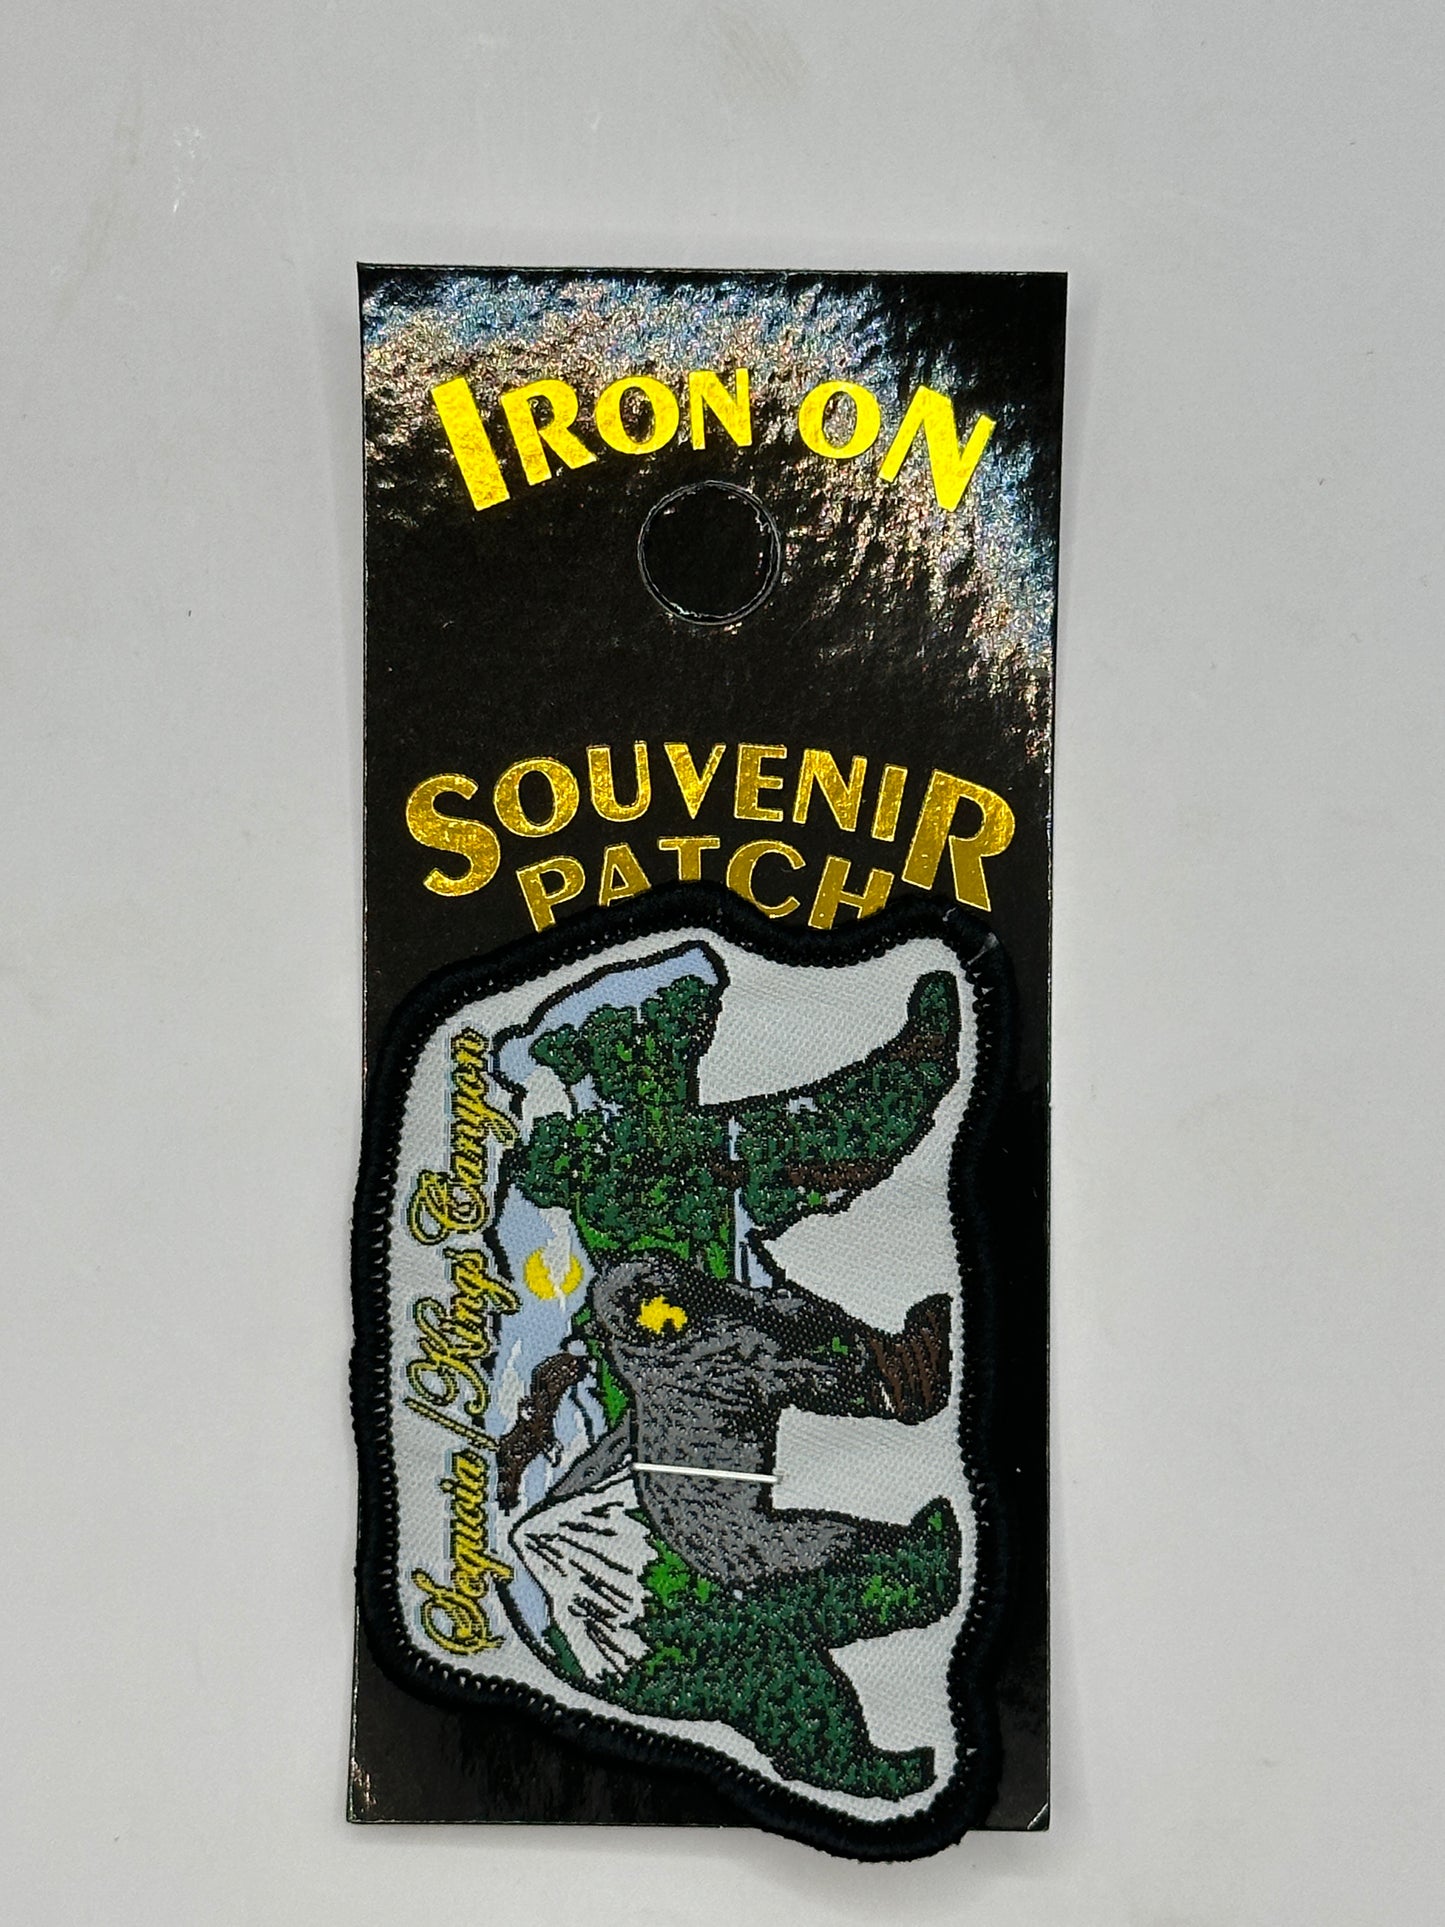 IRON ON
SOUVENIR
PATCH
Sequoia/Kings Canyon